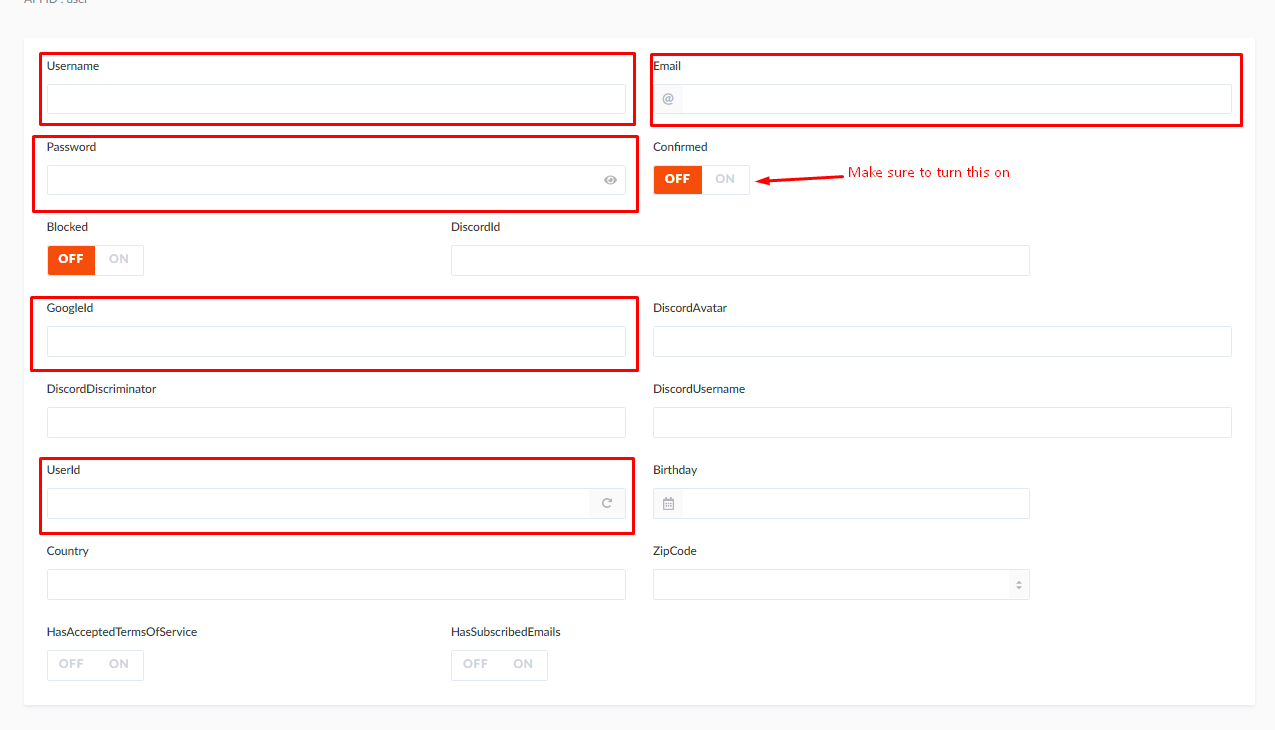 Username
Email
@
Password
Confirmed
OFF ON
Make sure to turn this on
Blocked
DiscordId
OFF ON
GoogleId
DiscordAvatar
DiscordDiscriminator
DiscordUsername
UserId
Birthday
Country
ZipCode
HasAcceptedTermsOfService
HasSubscribedEmails
OFF ON
OFF ON